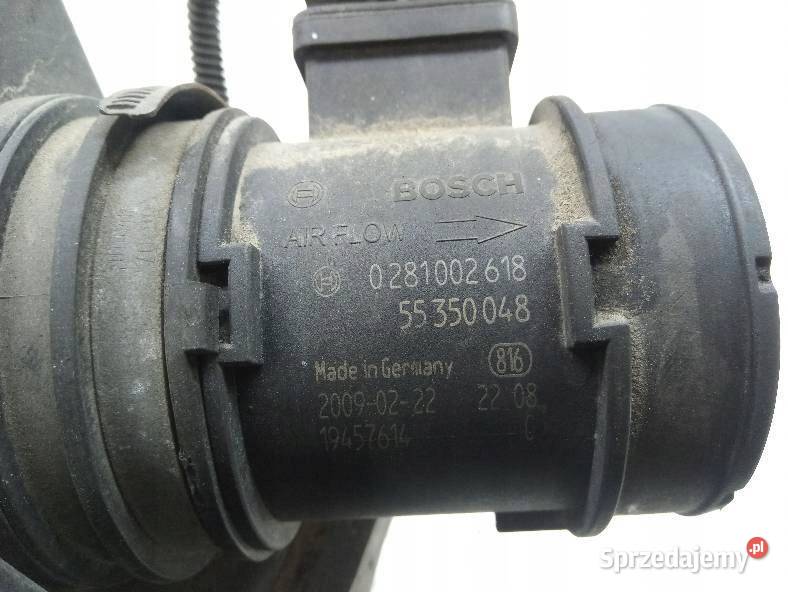 BOSCH
AIR FLOW
0281002618
55350048
Made in Germany 816
2009-02-22 22 08
19457614 C
Sprzedajemy.pl